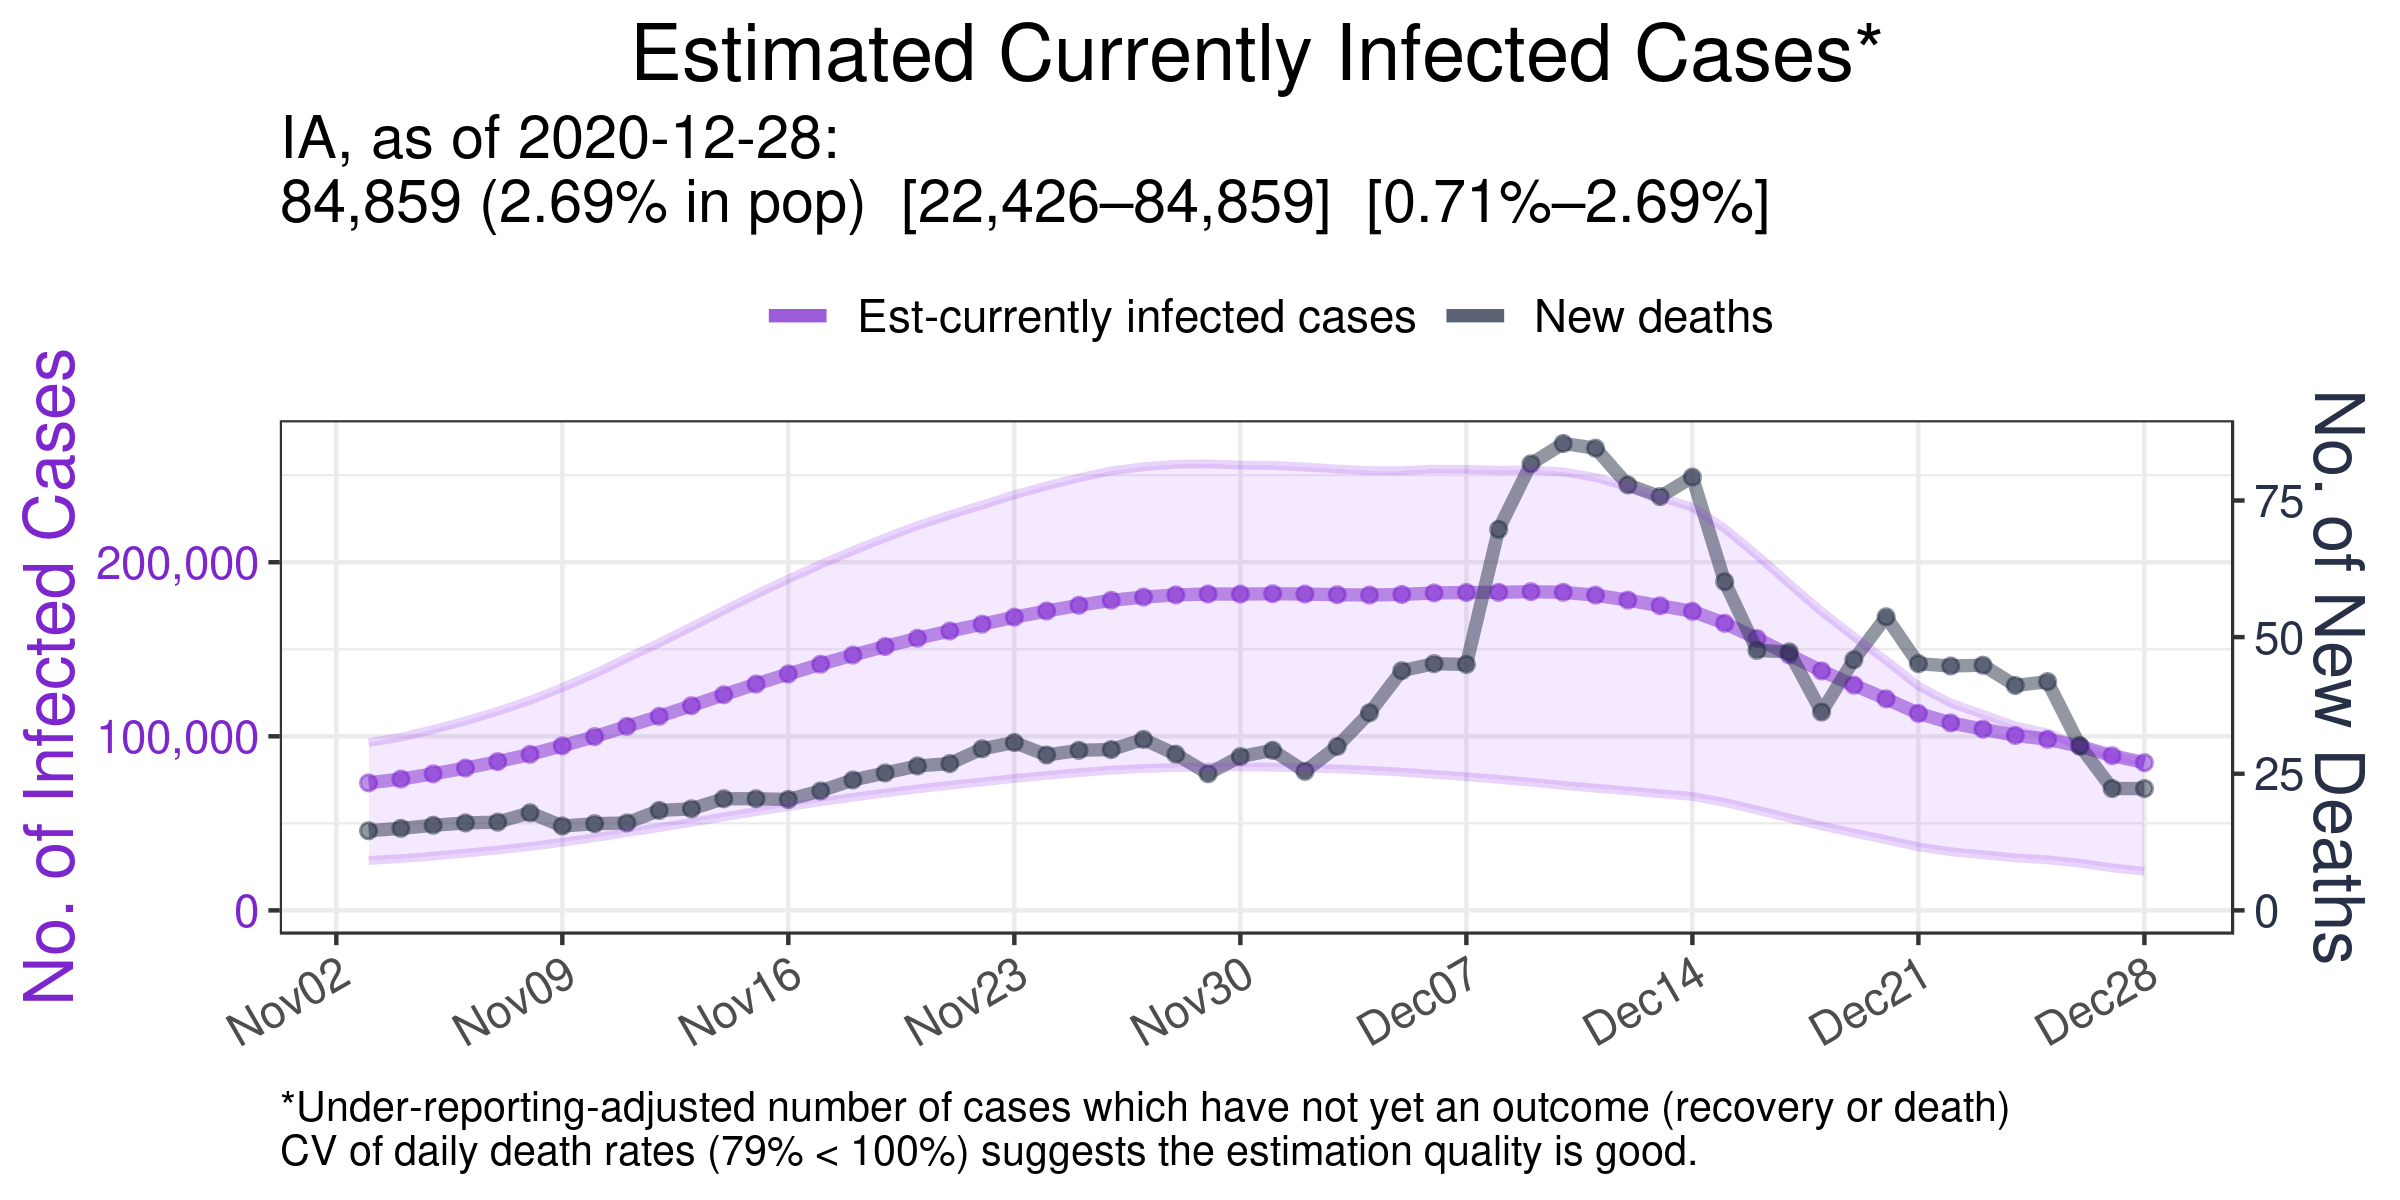 Estimated Currently Infected Cases*
IA, as of 2020-12-28:
84,859 (2.69% in pop)  [22,426–84,859]  [0.71%–2.69%]
Est-currently infected cases
New deaths
No. of Infected Cases
200,000
100,000
0
75
50
25
0
No. of New Deaths
Nov02
Nov09
Nov16
Nov23
Nov30
Dec07
Dec14
Dec21
Dec28
*Under-reporting-adjusted number of cases which have not yet an outcome (recovery or death)
CV of daily death rates (79% < 100%) suggests the estimation quality is good.